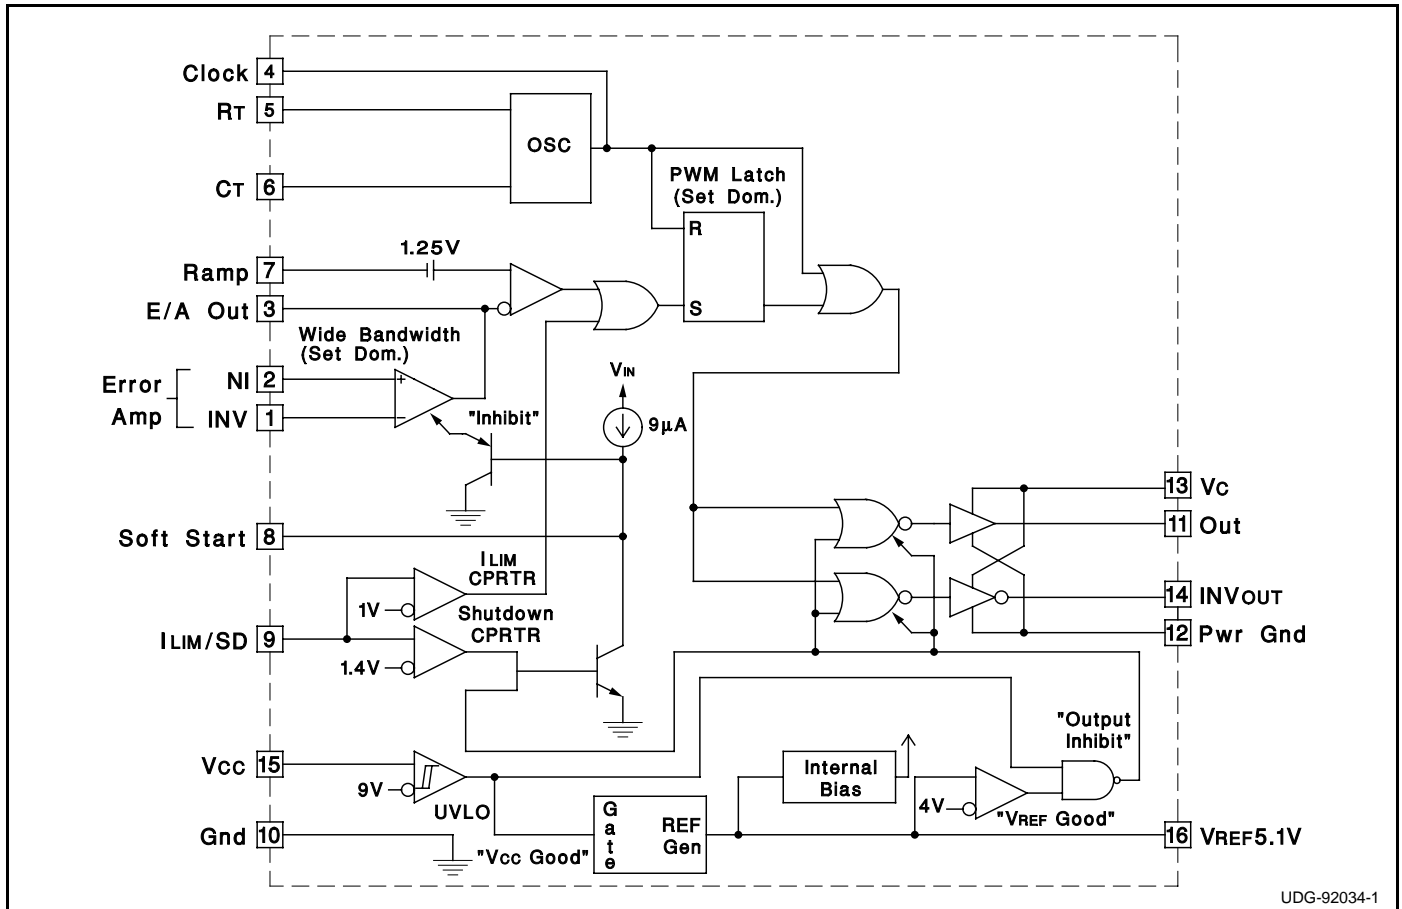 Clock 4
RT 5
OSC
CT 6
PWM Latch
(Set Dom.)
R
S
1.25V
Ramp 7
E/A Out 3
Wide Bandwidth
(Set Dom.)
Error
Amp
NI 2
INV 1
+
−
"Inhibit"
VIN
9µA
Soft Start 8
ILIM
CPRTR
1V
Shutdown
CPRTR
ILIM/SD 9
1.4V
13 VC
11 Out
14 INVOUT
12 Pwr Gnd
"Output
Inhibit"
VCC 15
9V
UVLO
Internal
Bias
4V
"VREF Good"
Gnd 10
"VCC Good"
Gate
REF
Gen
16 VREF5.1V
UDG-92034-1